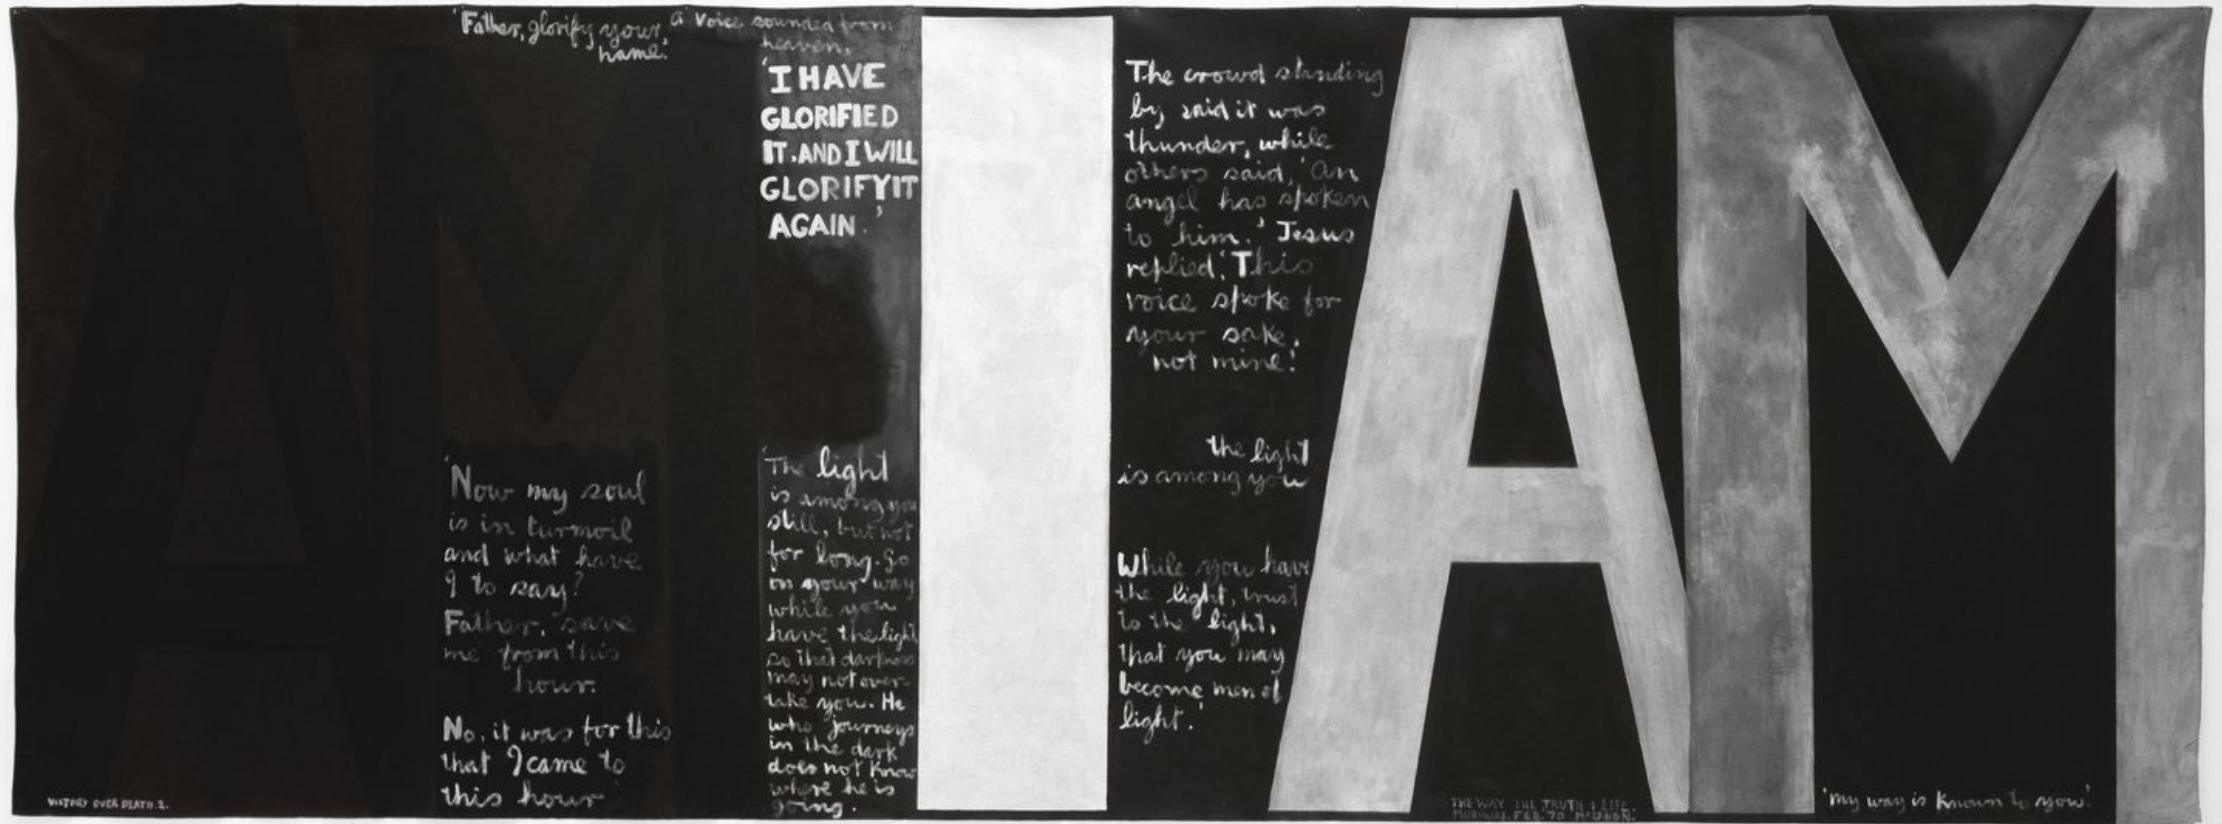 'Father, glorify your
name.'
a voice sounded from
heaven,
'I HAVE
GLORIFIED
IT, AND I WILL
GLORIFY IT
AGAIN.'
'Now my soul
is in turmoil
and what have
I to say?
Father, save
me from this
hour.
No, it was for this
that I came to
this hour'
'The light
is among you
still, but not
for long. Go
on your way
while you
have the light
so that darkness
may not over-
take you. He
who journeys
in the dark
does not know
where he is
going.
VICTORY OVER DEATH. 2.
AM
I
The crowd standing
by said it was
thunder, while
others said, 'An
angel has spoken
to him.' Jesus
replied, 'This
voice spoke for
your sake,
not mine!
the light
is among you
While you have
the light, trust
to the light,
that you may
become men of
light.'
AM
THE WAY THE TRUTH & LIFE.
MURIWAI. FEB. '70 McCAHON.
'my way is known to you'